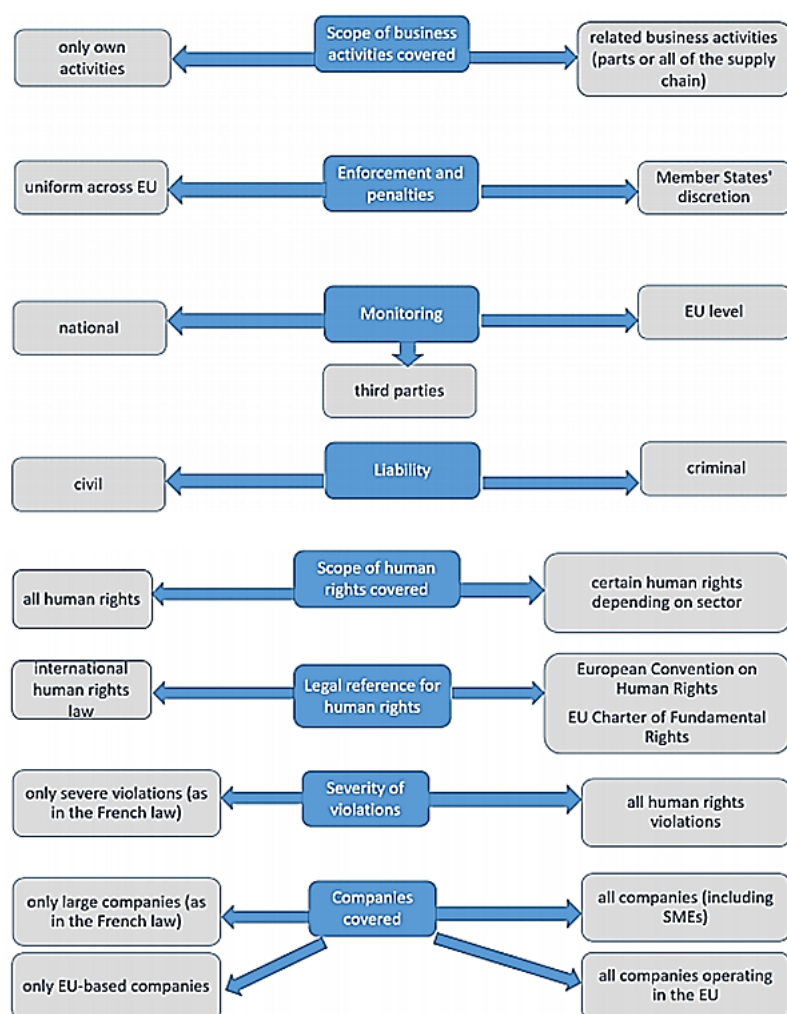 only own
activities
Scope of business
activities covered
related business activities
(parts or all of the supply
chain)
uniform across EU
Enforcement and
penalties
Member States'
discretion
national
Monitoring
EU level
third parties
civil
Liability
criminal
all human rights
Scope of human
rights covered
certain human rights
depending on sector
international
human rights
law
Legal reference for
human rights
European Convention on
Human Rights
EU Charter of Fundamental
Rights
only severe violations (as
in the French law)
Severity of
violations
all human rights
violations
only large companies (as
in the French law)
Companies
covered
all companies (including
SMEs)
only EU-based companies
all companies operating
in the EU